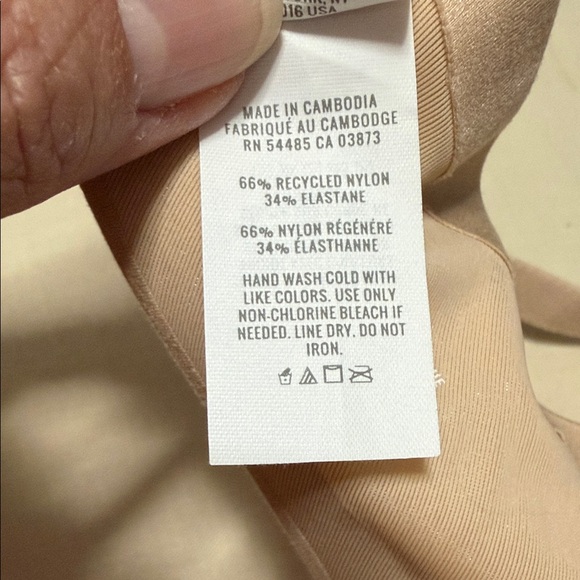 016 USA
MADE IN CAMBODIA
FABRIQUÉ AU CAMBODGE
RN 54485 CA 03873
66% RECYCLED NYLON
34% ELASTANE
66% NYLON RÉGÉNÉRÉ
34% ÉLASTHANNE
HAND WASH COLD WITH
LIKE COLORS. USE ONLY
NON-CHLORINE BLEACH IF
NEEDED. LINE DRY. DO NOT
IRON.